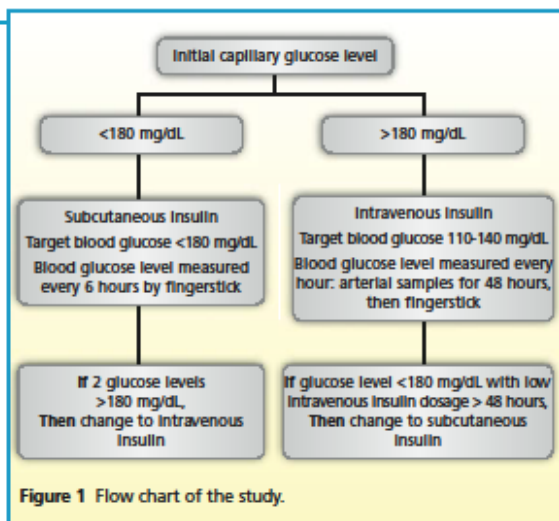 Initial capillary glucose level
<180 mg/dL
>180 mg/dL
Subcutaneous insulin
Target blood glucose <180 mg/dL
Blood glucose level measured
every 6 hours by fingerstick
Intravenous insulin
Target blood glucose 110-140 mg/dL
Blood glucose level measured every
hour: arterial samples for 48 hours,
then fingerstick
If 2 glucose levels
>180 mg/dL,
Then change to intravenous
insulin
If glucose level <180 mg/dL with low
intravenous insulin dosage > 48 hours,
Then change to subcutaneous
insulin
Figure 1 Flow chart of the study.